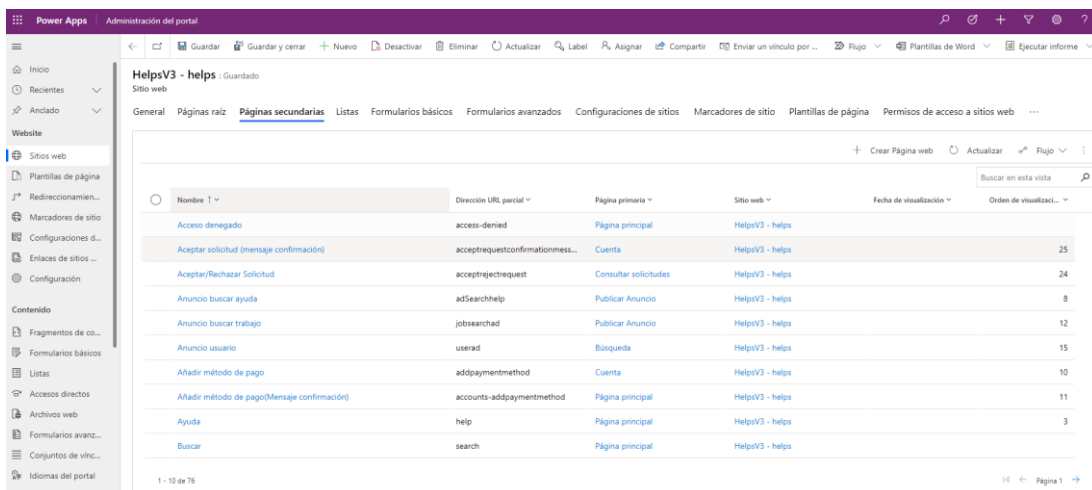 Power Apps Administración del portal
Guardar Guardar y cerrar Nuevo Desactivar Eliminar Actualizar Label Asignar Compartir Enviar un vínculo por ... Flujo Plantillas de Word Ejecutar informe
Inicio
Recientes
Anclado
Website
Sitios web
Plantillas de página
Redireccionamien...
Marcadores de sitio
Configuraciones d...
Enlaces de sitios ...
Configuración
Contenido
Fragmentos de co...
Formularios básicos
Listas
Accesos directos
Archivos web
Formularios avanz...
Conjuntos de vínc...
Idiomas del portal
HelpsV3 - helps : Guardado
Sitio web
General Páginas raíz Páginas secundarias Listas Formularios básicos Formularios avanzados Configuraciones de sitios Marcadores de sitio Plantillas de página Permisos de acceso a sitios web ...
+ Crear Página web Actualizar Flujo
Buscar en esta vista
Nombre ↑ Dirección URL parcial Página primaria Sitio web Fecha de visualización Orden de visualizaci...
Acceso denegado access-denied Página principal HelpsV3 - helps
Aceptar solicitud (mensaje confirmación) acceptrequestconfirmationmess... Cuenta HelpsV3 - helps 25
Aceptar/Rechazar Solicitud acceptrejectrequest Consultar solicitudes HelpsV3 - helps 24
Anuncio buscar ayuda adSearchhelp Publicar Anuncio HelpsV3 - helps 8
Anuncio buscar trabajo jobsearchad Publicar Anuncio HelpsV3 - helps 12
Anuncio usuario userad Búsqueda HelpsV3 - helps 15
Añadir método de pago addpaymentmethod Cuenta HelpsV3 - helps 10
Añadir método de pago(Mensaje confirmación) accounts-addpaymentmethod Página principal HelpsV3 - helps 11
Ayuda help Página principal HelpsV3 - helps 3
Buscar search Página principal HelpsV3 - helps
1 - 10 de 76 Página 1